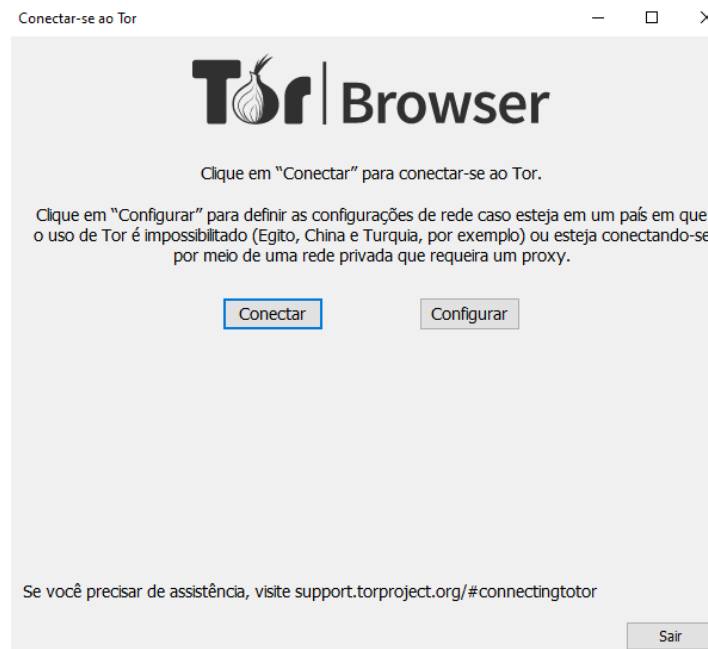 Conectar-se ao Tor
Tor Browser
Clique em “Conectar” para conectar-se ao Tor.
Clique em “Configurar” para definir as configurações de rede caso esteja em um país em que
o uso de Tor é impossibilitado (Egito, China e Turquia, por exemplo) ou esteja conectando-se
por meio de uma rede privada que requeira um proxy.
Conectar Configurar
Se você precisar de assistência, visite support.torproject.org/#connectingtotor
Sair